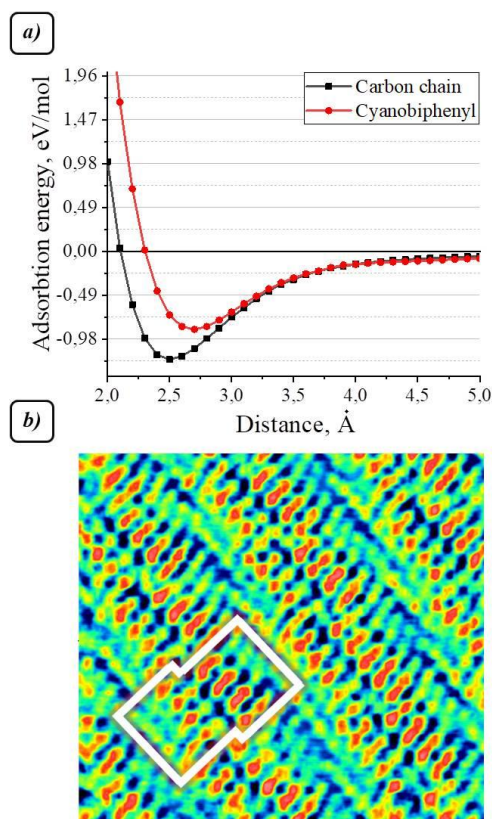 a)
Adsorbtion energy, eV/mol
1,96
1,47
0,98
0,49
0,00
-0,49
-0,98
Carbon chain
Cyanobiphenyl
2,0 2,5 3,0 3,5 4,0 4,5 5,0
Distance, Å
b)